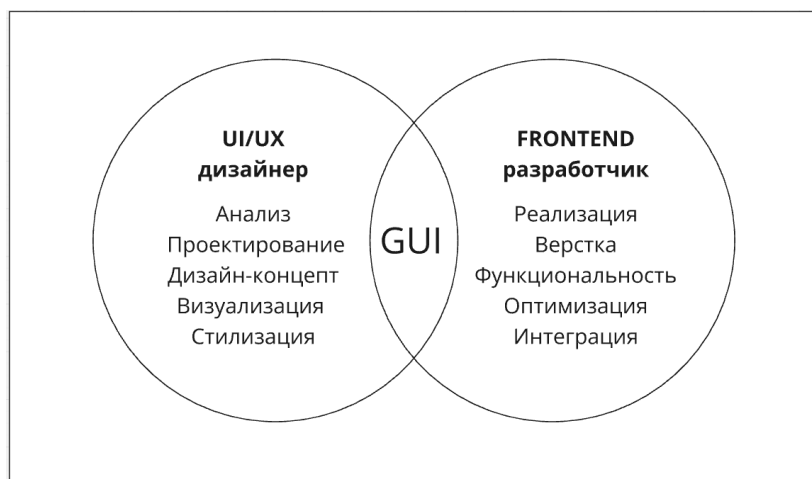 UI/UX
дизайнер
Анализ
Проектирование
Дизайн-концепт
Визуализация
Стилизация
GUI
FRONTEND
разработчик
Реализация
Верстка
Функциональность
Оптимизация
Интеграция